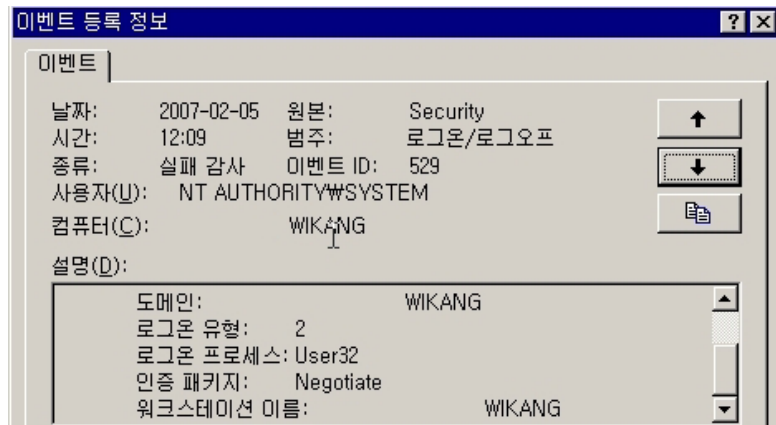 이벤트 등록 정보
이벤트
날짜: 2007-02-05 원본: Security
시간: 12:09 범주: 로그온/로그오프
종류: 실패 감사 이벤트 ID: 529
사용자(U): NT AUTHORITY₩SYSTEM
컴퓨터(C): WIKANG
설명(D):
도메인: WIKANG
로그온 유형: 2
로그온 프로세스: User32
인증 패키지: Negotiate
워크스테이션 이름: WIKANG